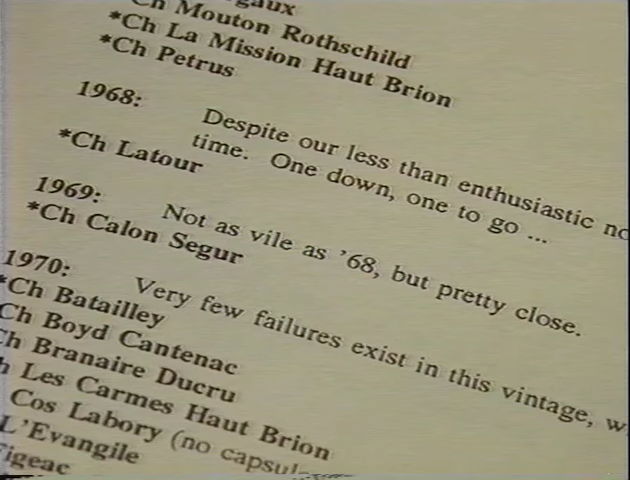 Ch Mouton Rothschild
*Ch La Mission Haut Brion
*Ch Petrus
1968: Despite our less than enthusiastic
time. One down, one to go ...
*Ch Latour
1969: Not as vile as '68, but pretty close.
*Ch Calon Segur
1970: Very few failures exist in this vintage,
*Ch Batailley
Ch Boyd Cantenac
Ch Branaire Ducru
Les Carmes Haut Brion
Cos Labory (no
L'Evangile